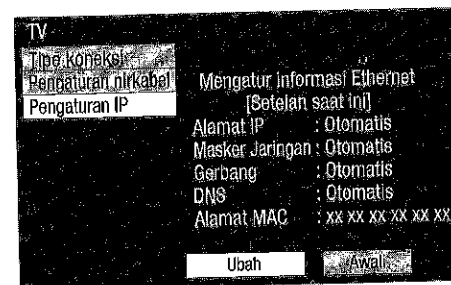 TV
Tipe koneksi
Pengaturan nirkabel
Pengaturan IP
Mengatur informasi Ethernet
[Setelan saat ini]
Alamat IP : Otomatis
Masker Jaringan : Otomatis
Gerbang : Otomatis
DNS : Otomatis
Alamat MAC : xx xx xx xx xx xx
Ubah
Awali